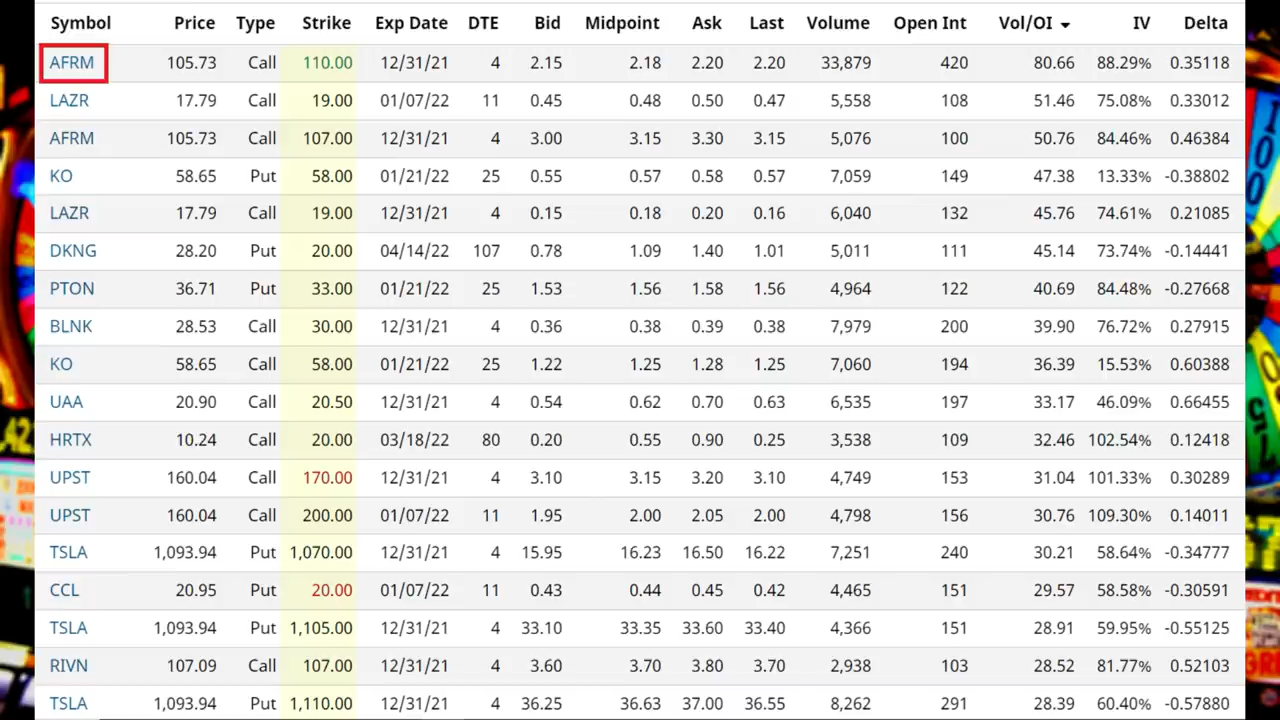 Symbol Price Type Strike Exp Date DTE Bid Midpoint Ask Last Volume Open Int Vol/OI IV Delta
AFRM 105.73 Call 110.00 12/31/21 4 2.15 2.18 2.20 2.20 33,879 420 80.66 88.29% 0.35118
LAZR 17.79 Call 19.00 01/07/22 11 0.45 0.48 0.50 0.47 5,558 108 51.46 75.08% 0.33012
AFRM 105.73 Call 107.00 12/31/21 4 3.00 3.15 3.30 3.15 5,076 100 50.76 84.46% 0.46384
KO 58.65 Put 58.00 01/21/22 25 0.55 0.57 0.58 0.57 7,059 149 47.38 13.33% -0.38802
LAZR 17.79 Call 19.00 12/31/21 4 0.15 0.18 0.20 0.16 6,040 132 45.76 74.61% 0.21085
DKNG 28.20 Put 20.00 04/14/22 107 0.78 1.09 1.40 1.01 5,011 111 45.14 73.74% -0.14441
PTON 36.71 Put 33.00 01/21/22 25 1.53 1.56 1.58 1.56 4,964 122 40.69 84.48% -0.27668
BLNK 28.53 Call 30.00 12/31/21 4 0.36 0.38 0.39 0.38 7,979 200 39.90 76.72% 0.27915
KO 58.65 Call 58.00 01/21/22 25 1.22 1.25 1.28 1.25 7,060 194 36.39 15.53% 0.60388
UAA 20.90 Call 20.50 12/31/21 4 0.54 0.62 0.70 0.63 6,535 197 33.17 46.09% 0.66455
HRTX 10.24 Call 20.00 03/18/22 80 0.20 0.55 0.90 0.25 3,538 109 32.46 102.54% 0.12418
UPST 160.04 Call 170.00 12/31/21 4 3.10 3.15 3.20 3.10 4,749 153 31.04 101.33% 0.30289
UPST 160.04 Call 200.00 01/07/22 11 1.95 2.00 2.05 2.00 4,798 156 30.76 109.30% 0.14011
TSLA 1,093.94 Put 1,070.00 12/31/21 4 15.95 16.23 16.50 16.22 7,251 240 30.21 58.64% -0.34777
CCL 20.95 Put 20.00 01/07/22 11 0.43 0.44 0.45 0.42 4,465 151 29.57 58.58% -0.30591
TSLA 1,093.94 Put 1,105.00 12/31/21 4 33.10 33.35 33.60 33.40 4,366 151 28.91 59.95% -0.55125
RIVN 107.09 Call 107.00 12/31/21 4 3.60 3.70 3.80 3.70 2,938 103 28.52 81.77% 0.52103
TSLA 1,093.94 Put 1,110.00 12/31/21 4 36.25 36.63 37.00 36.55 8,262 291 28.39 60.40% -0.57880